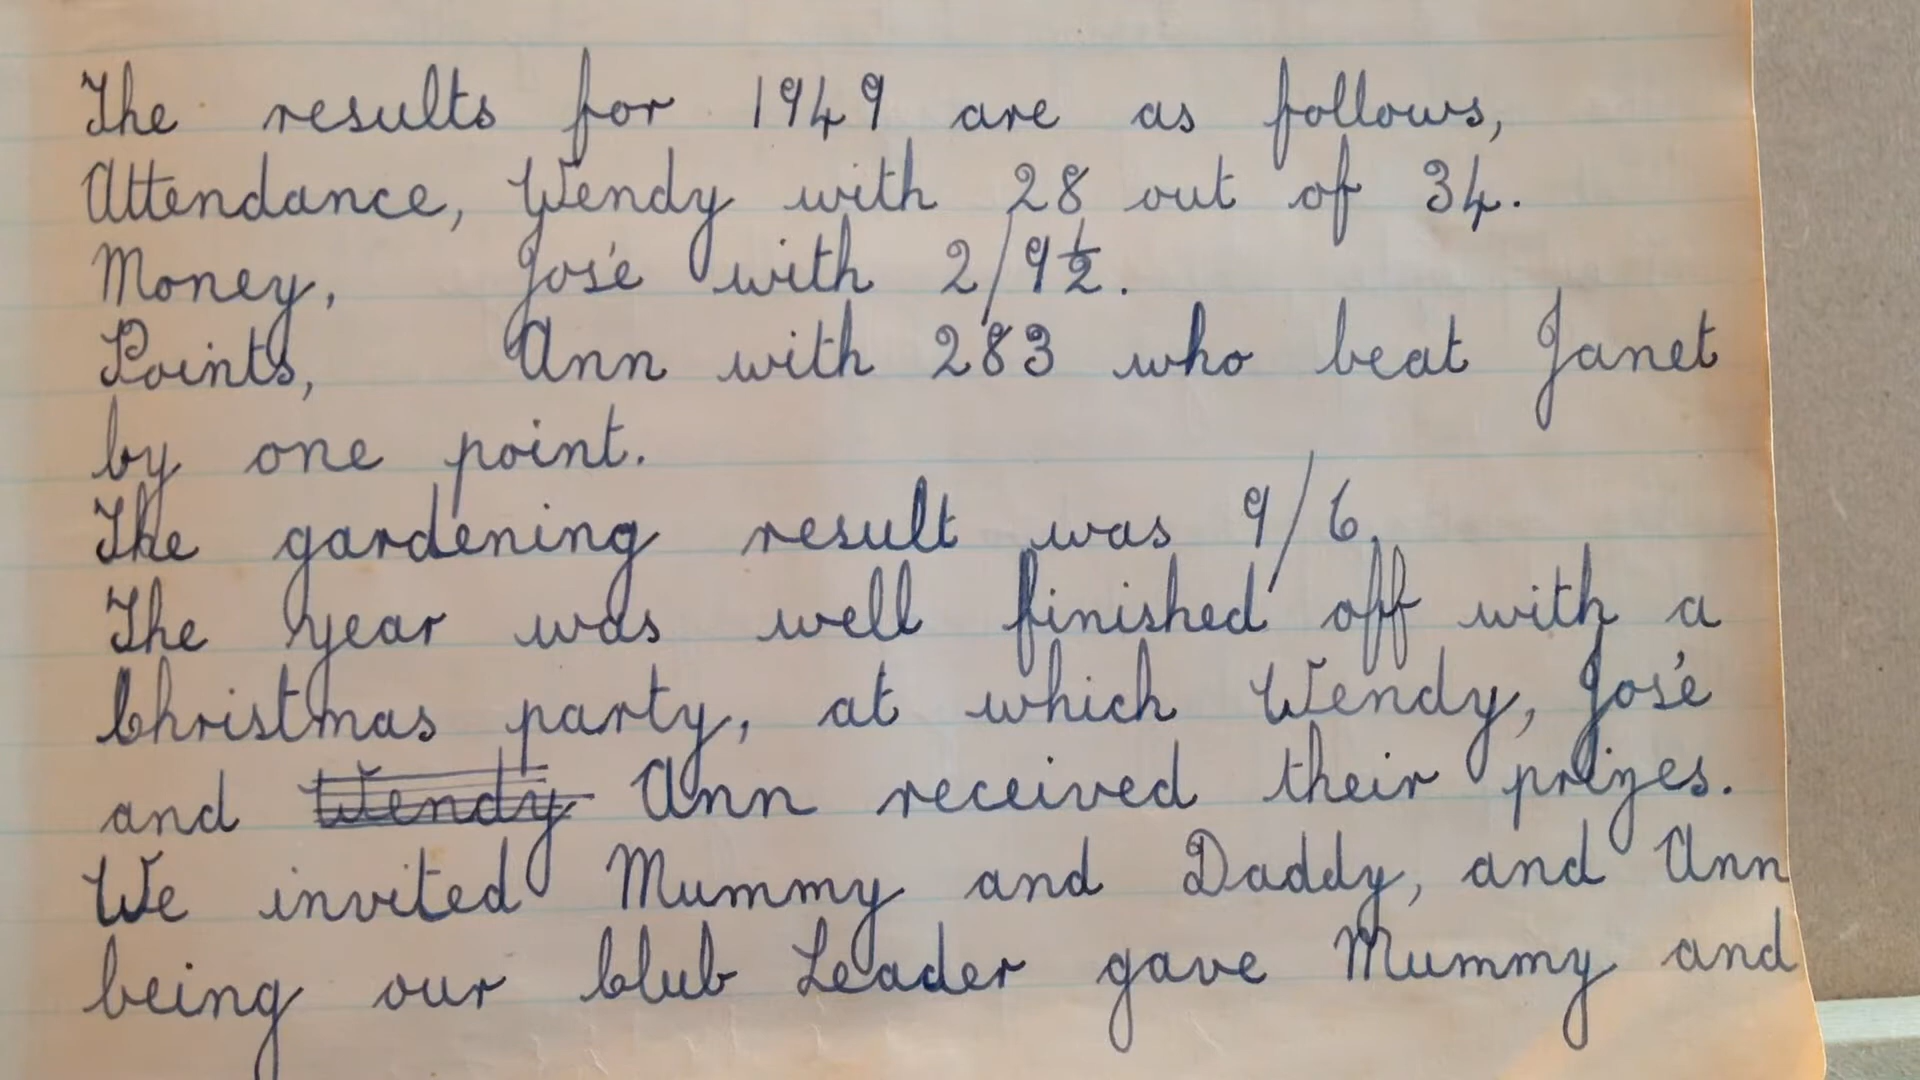 The results for 1949 are as follows,
Attendance, Wendy with 28 out of 34.
Money, José with 2/9½.
Points, Ann with 283 who beat Janet
by one point.
The gardening result was 9/6.
The year was well finished off with a
Christmas party, at which Wendy, José
and Wendy Ann received their prizes.
We invited Mummy and Daddy, and Ann
being our Club Leader gave Mummy and